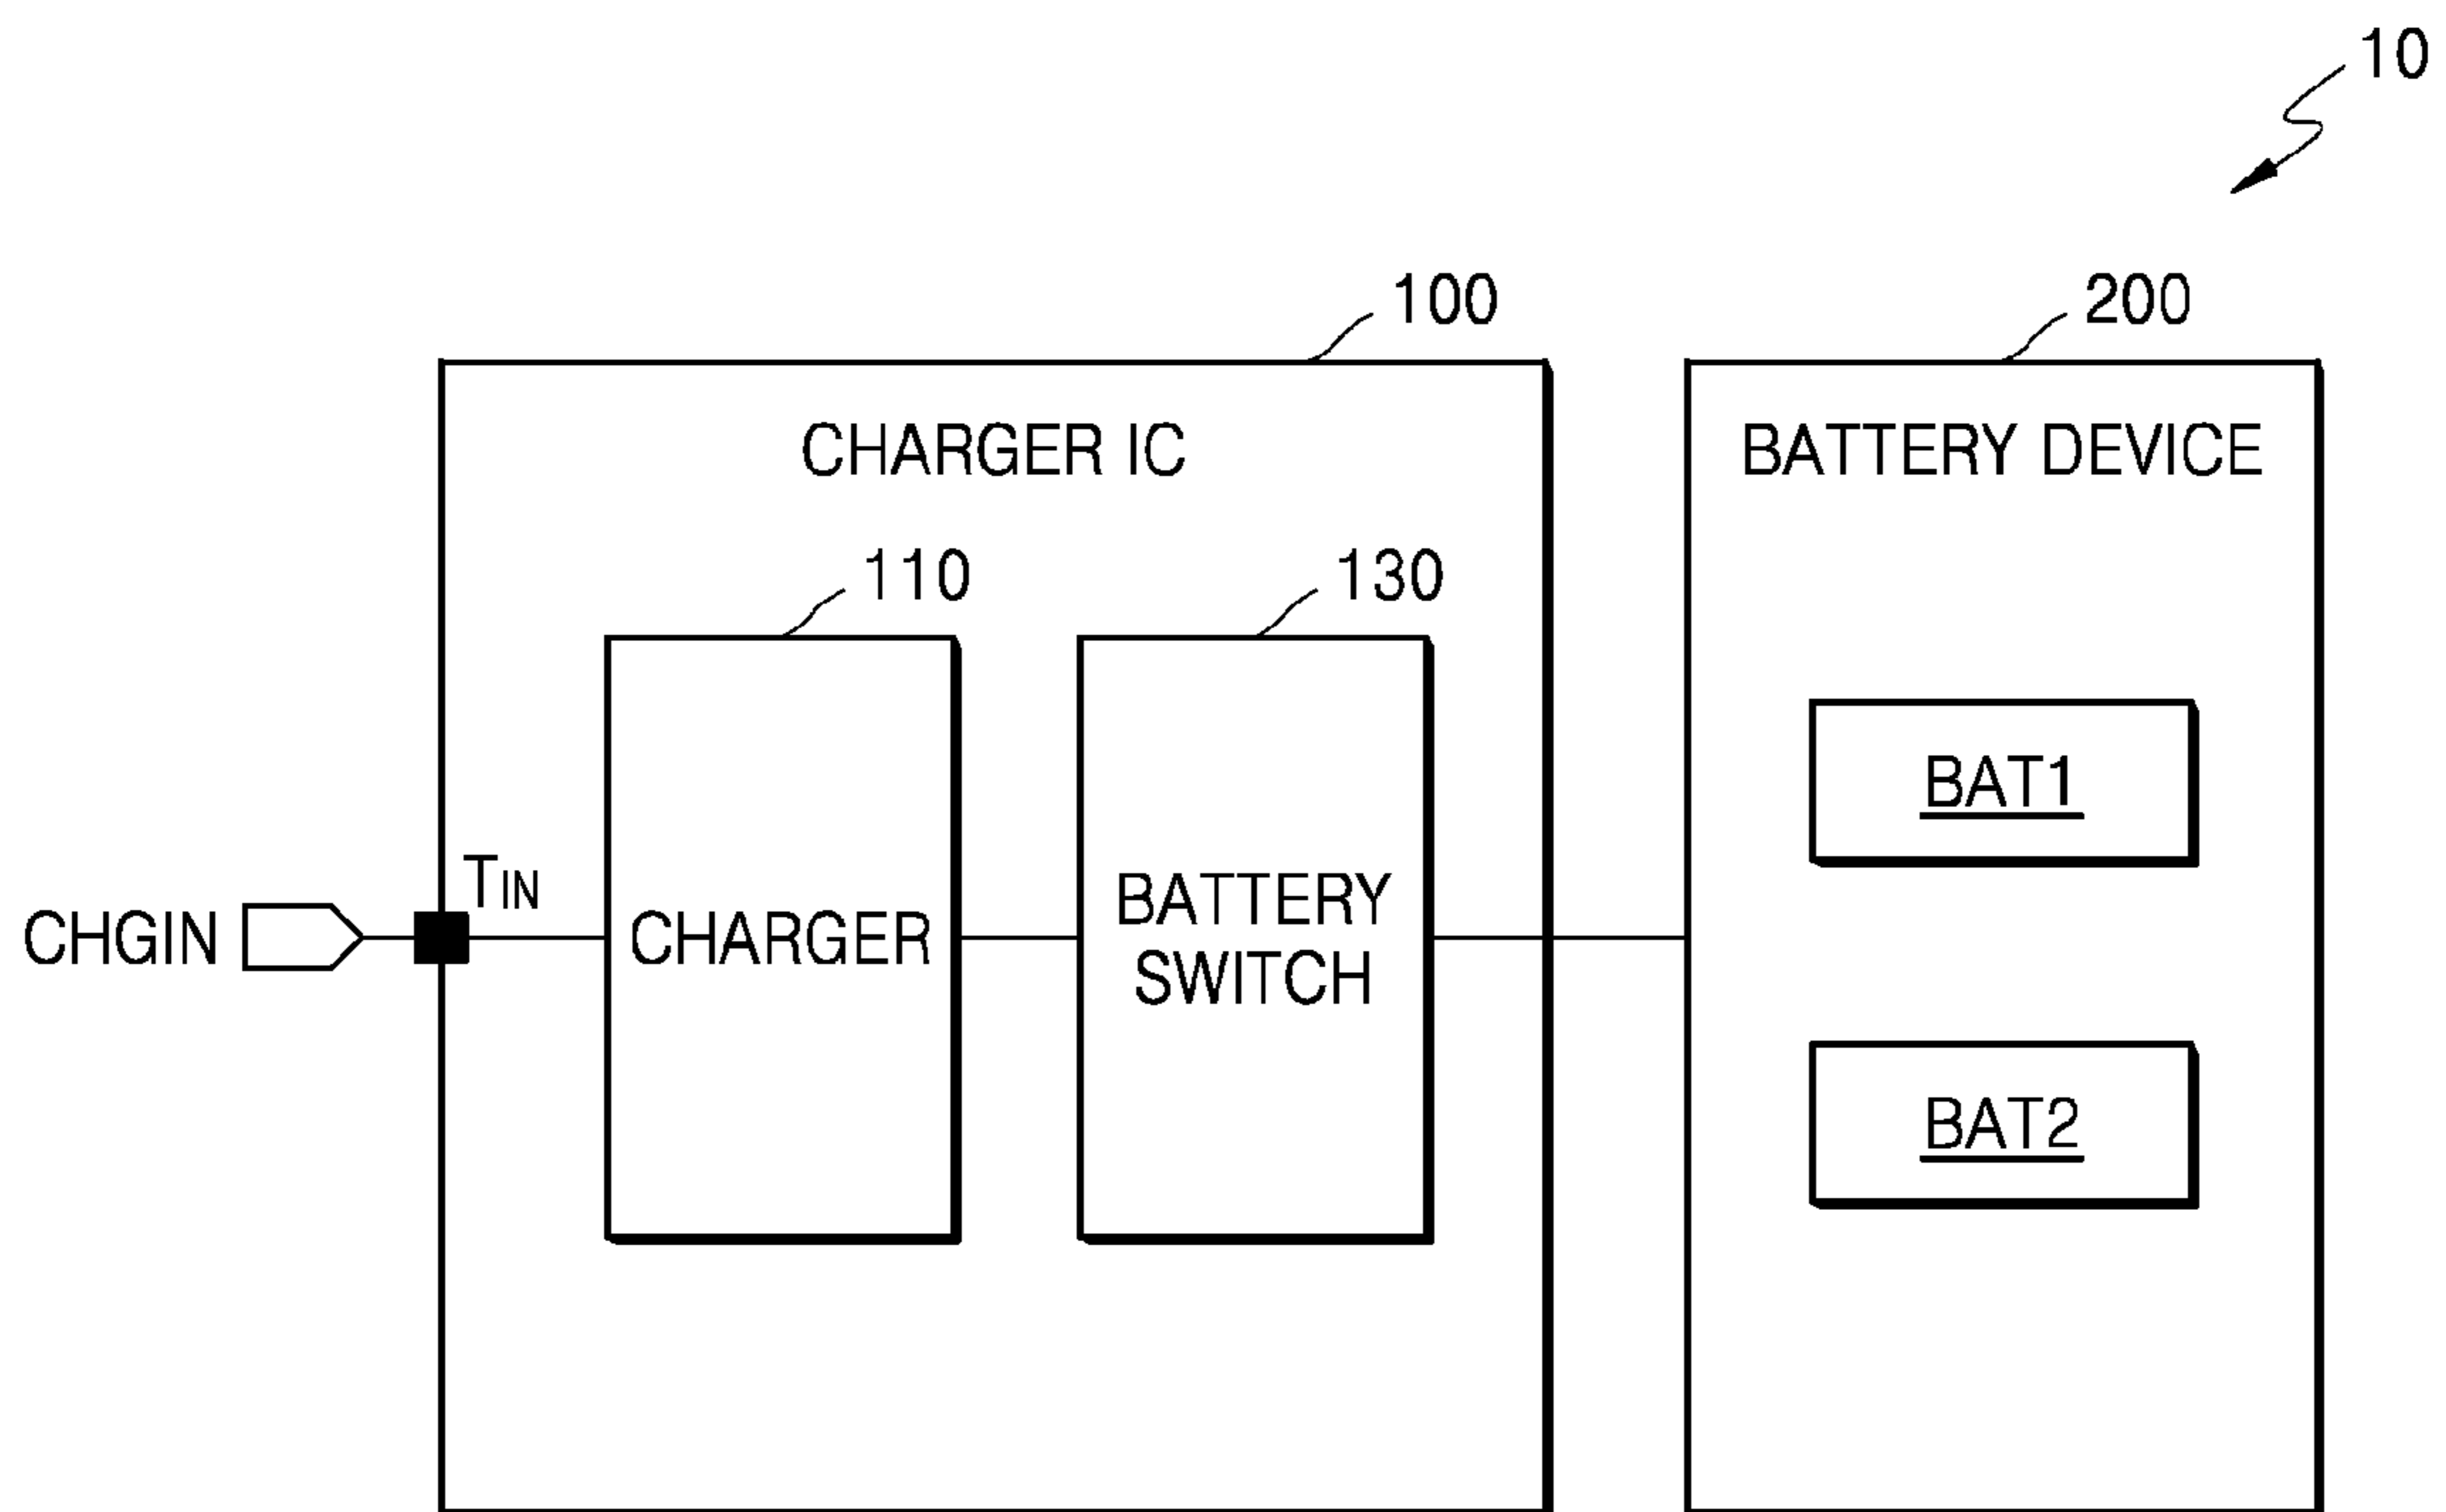 10
100
200
CHARGER IC
BATTERY DEVICE
110
130
BAT1
TIN
CHGIN
CHARGER
BATTERY
SWITCH
BAT2